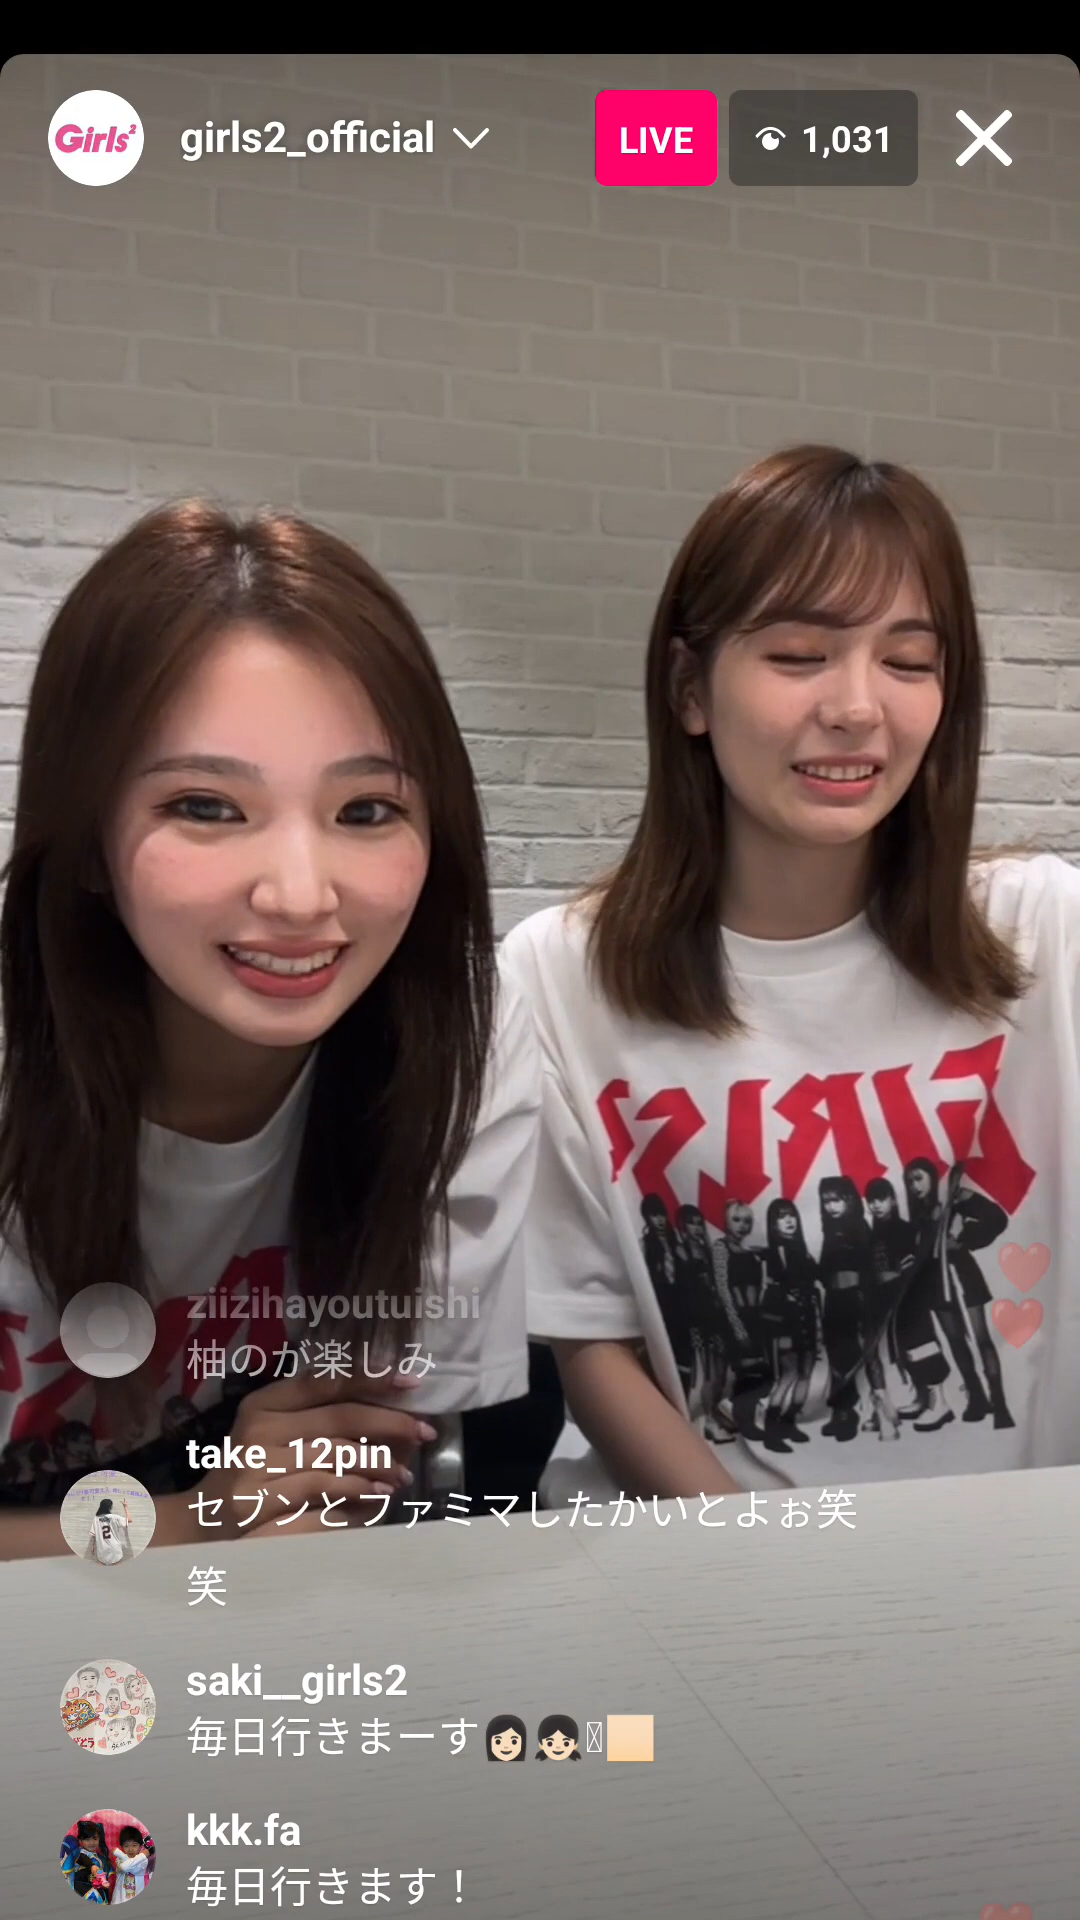 Girls²
girls2_official
LIVE
1,031
GIRLS
ziizihayoutuishi
柚のが楽しみ
take_12pin
セブンとファミマしたかいとよぉ笑
笑
saki__girls2
毎日行きまーす👩🏻👧🏻
kkk.fa
毎日行きます！